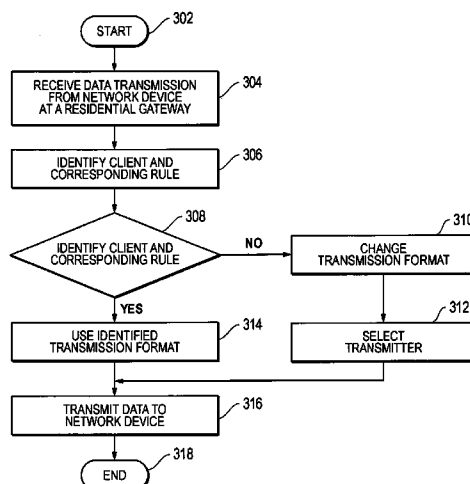 START
302
RECEIVE DATA TRANSMISSION
FROM NETWORK DEVICE
AT A RESIDENTIAL GATEWAY
304
IDENTIFY CLIENT AND
CORRESPONDING RULE
306
IDENTIFY CLIENT AND
CORRESPONDING RULE
308
NO
CHANGE
TRANSMISSION FORMAT
310
YES
USE IDENTIFIED
TRANSMISSION FORMAT
314
SELECT
TRANSMITTER
312
TRANSMIT DATA TO
NETWORK DEVICE
316
END
318